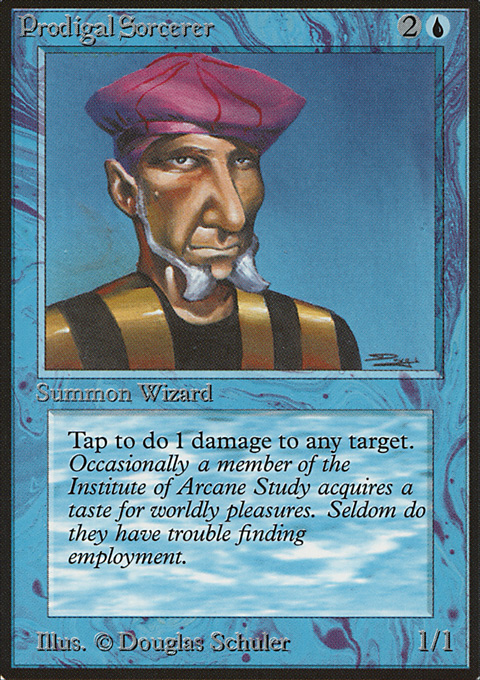 Prodigal Sorcerer
2
Summon Wizard
Tap to do 1 damage to any target.
Occasionally a member of the
Institute of Arcane Study acquires a
taste for worldly pleasures. Seldom do
they have trouble finding
employment.
Illus. © Douglas Schuler
1/1